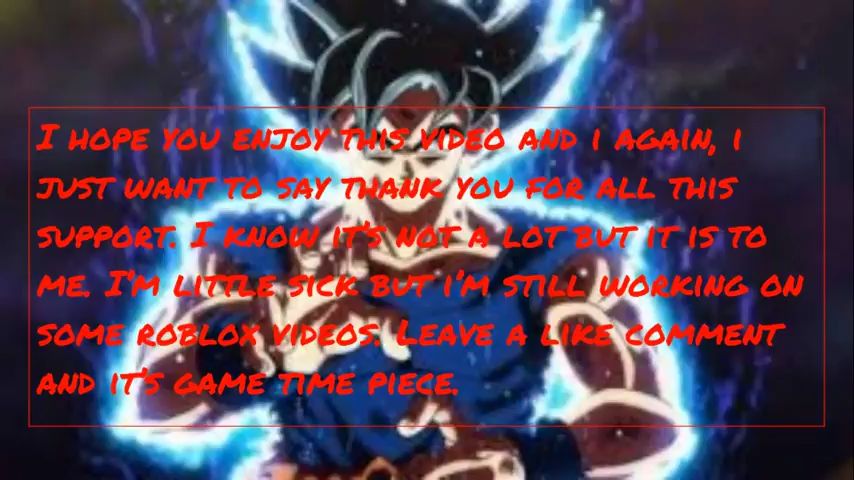 I hope you enjoy this video and i again, i
just want to say thank you for all this
support. I know it's not a lot but it is to
me. I'm little sick but i'm still working on
some roblox videos. Leave a like comment
and it's game time piece.